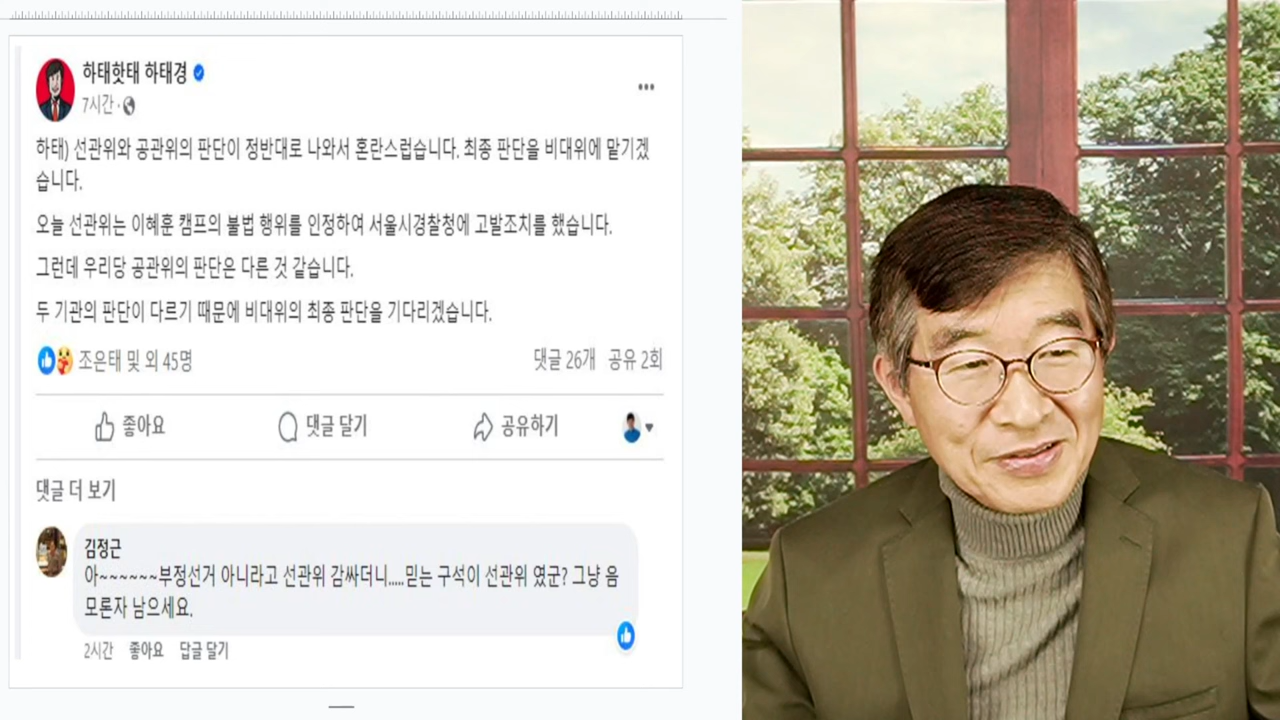 하태핫태 하태경
7시간 ·
하태) 선관위와 공관위의 판단이 정반대로 나와서 혼란스럽습니다. 최종 판단을 비대위에 맡기겠
습니다.
오늘 선관위는 이혜훈 캠프의 불법 행위를 인정하여 서울시경찰청에 고발조치를 했습니다.
그런데 우리당 공관위의 판단은 다른 것 같습니다.
두 기관의 판단이 다르기 때문에 비대위의 최종 판단을 기다리겠습니다.
조은태 및 외 45명 댓글 26개 공유 2회
좋아요 댓글 달기 공유하기
댓글 더 보기
김정근
아~~~~~~부정선거 아니라고 선관위 감싸더니.....믿는 구석이 선관위 였군? 그냥 음
모론자 남으세요.
2시간 좋아요 답글 달기